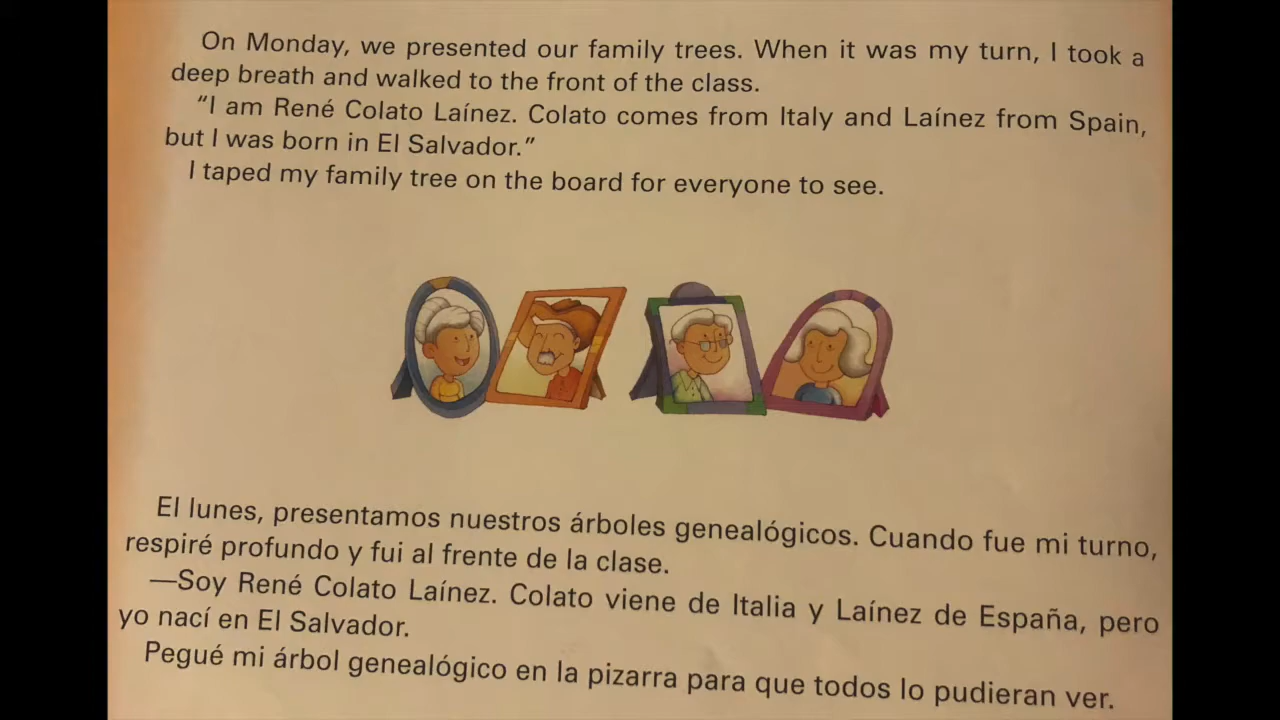 On Monday, we presented our family trees. When it was my turn, I took a
deep breath and walked to the front of the class.
“I am René Colato Laínez. Colato comes from Italy and Laínez from Spain,
but I was born in El Salvador.”
I taped my family tree on the board for everyone to see.
El lunes, presentamos nuestros árboles genealógicos. Cuando fue mi turno,
respiré profundo y fui al frente de la clase.
—Soy René Colato Laínez. Colato viene de Italia y Laínez de España, pero
yo nací en El Salvador.
Pegué mi árbol genealógico en la pizarra para que todos lo pudieran ver.